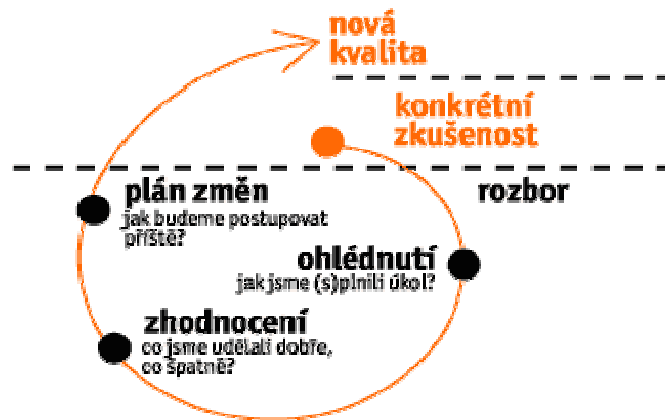 nová
kvalita
konkrétní
zkušenost
rozbor
plán změn
jak budeme postupovat
příště?
ohlédnutí
jak jsme (s)plnili úkol?
zhodnocení
co jsme udělali dobře,
co špatně?